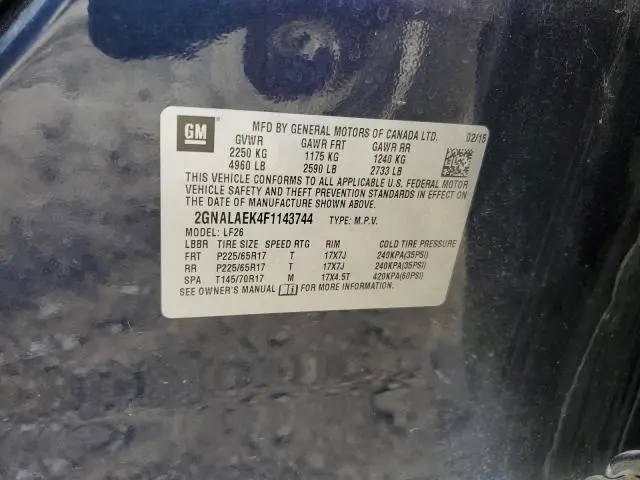 GM
MFD BY GENERAL MOTORS OF CANADA LTD. 02/15
GVWR GAWR FRT GAWR RR
2250 KG 1175 KG 1240 KG
4960 LB 2590 LB 2733 LB
THIS VEHICLE CONFORMS TO ALL APPLICABLE U.S. FEDERAL MOTOR
VEHICLE SAFETY AND THEFT PREVENTION STANDARDS IN EFFECT ON
THE DATE OF MANUFACTURE SHOWN ABOVE.
2GNALAEK4F1143744 TYPE: M.P.V.
MODEL: LF26
LBBR TIRE SIZE SPEED RTG RIM COLD TIRE PRESSURE
FRT P225/65R17 T 17X7J 240KPA(35PSI)
RR P225/65R17 T 17X7J 240KPA(35PSI)
SPA T145/70R17 M 17X4.5T 420KPA(60PSI)
SEE OWNER'S MANUAL FOR MORE INFORMATION.